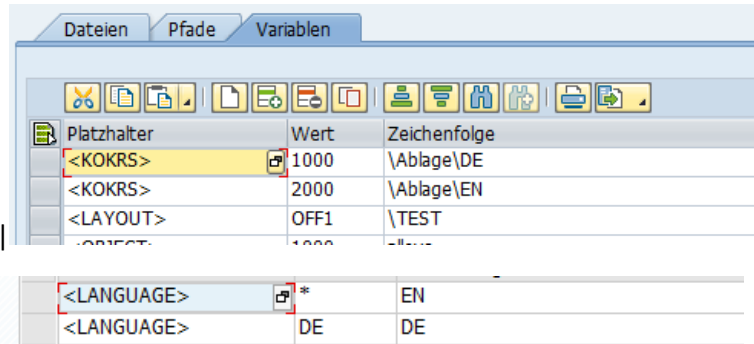 Dateien Pfade Variablen
Platzhalter Wert Zeichenfolge
<KOKRS> 1000 \Ablage\DE
<KOKRS> 2000 \Ablage\EN
<LAYOUT> OFF1 \TEST
<LANGUAGE> * EN
<LANGUAGE> DE DE